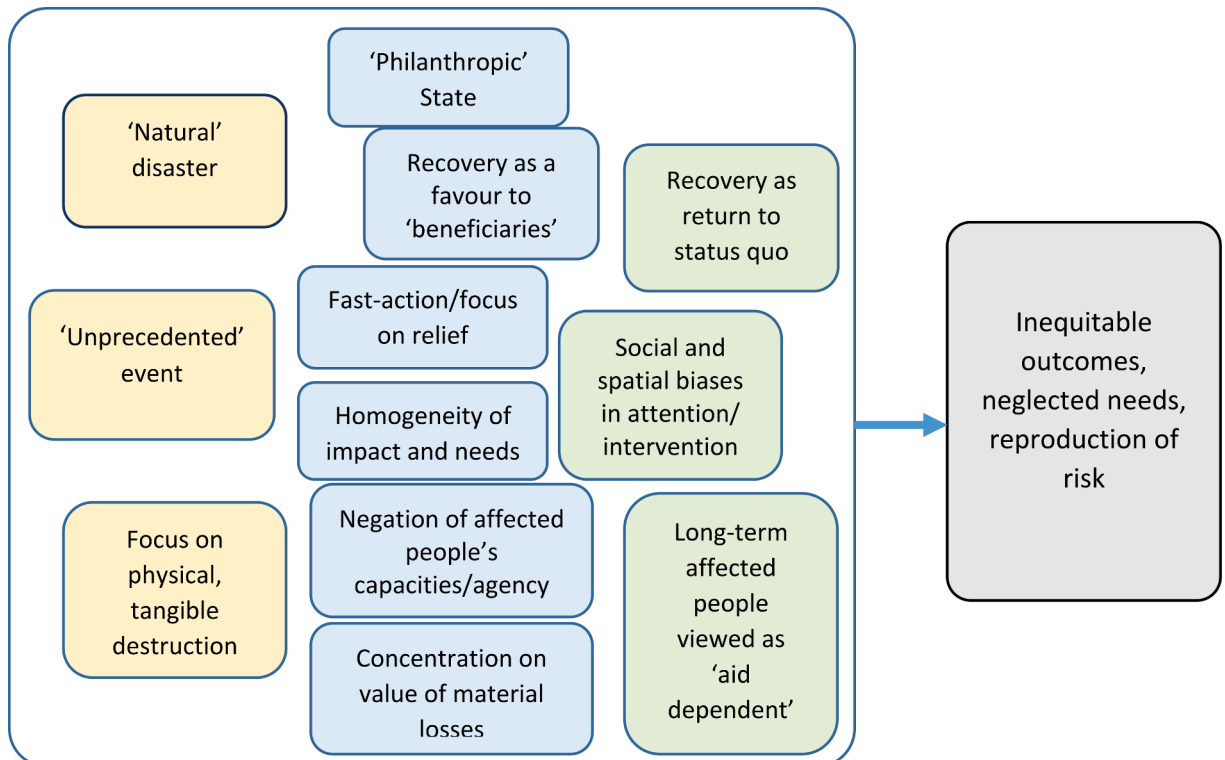 ‘Natural’
disaster
‘Unprecedented’
event
Focus on
physical,
tangible
destruction
‘Philanthropic’
State
Recovery as a
favour to
‘beneficiaries’
Fast-action/focus
on relief
Homogeneity of
impact and needs
Negation of affected
people’s
capacities/agency
Concentration on
value of material
losses
Recovery as
return to
status quo
Social and
spatial biases
in attention/
intervention
Long-term
affected
people
viewed as
‘aid
dependent’
Inequitable
outcomes,
neglected needs,
reproduction of
risk